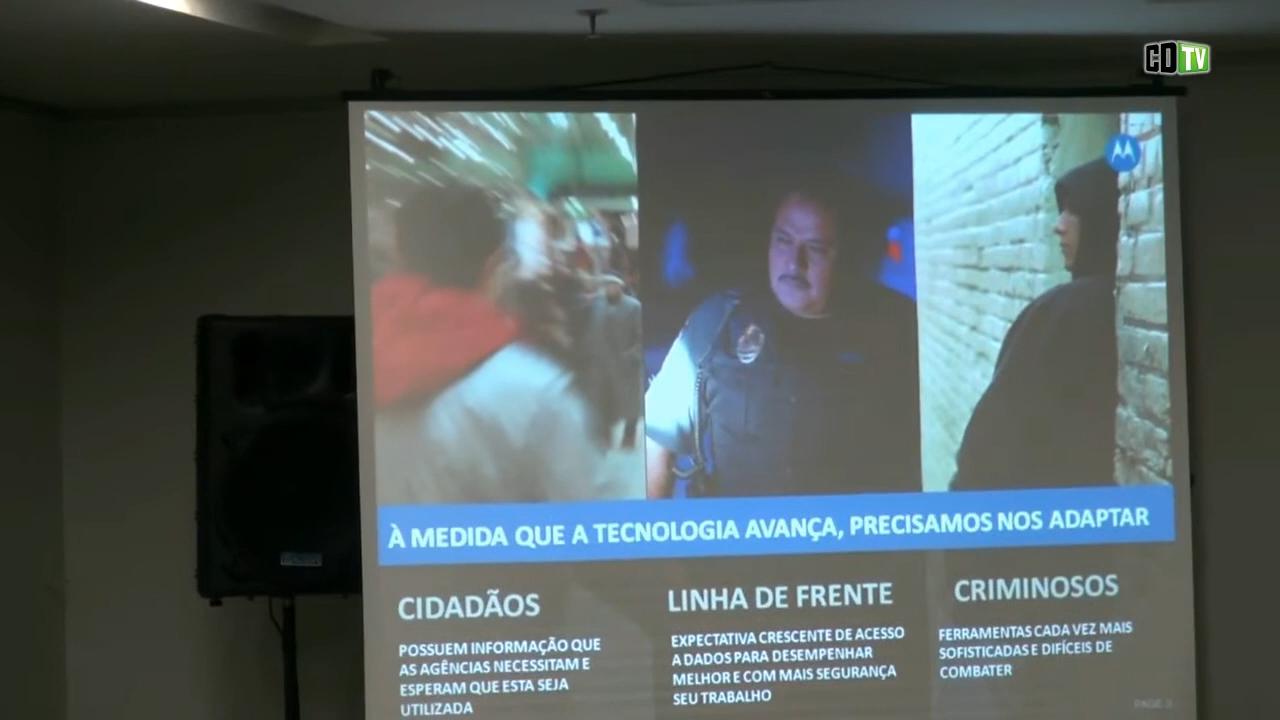 CDTV
À MEDIDA QUE A TECNOLOGIA AVANÇA, PRECISAMOS NOS ADAPTAR
CIDADÃOS
POSSUEM INFORMAÇÃO QUE
AS AGÊNCIAS NECESSITAM E
ESPERAM QUE ESTA SEJA
UTILIZADA
LINHA DE FRENTE
EXPECTATIVA CRESCENTE DE ACESSO
A DADOS PARA DESEMPENHAR
MELHOR E COM MAIS SEGURANÇA
SEU TRABALHO
CRIMINOSOS
FERRAMENTAS CADA VEZ MAIS
SOFISTICADAS E DIFÍCEIS DE
COMBATER
PAGE